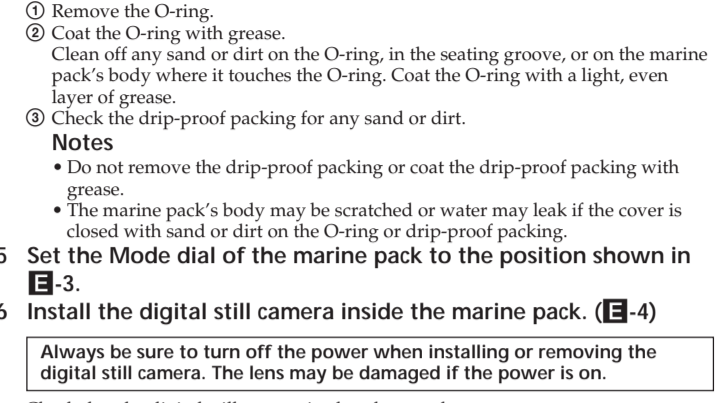 ① Remove the O-ring.
② Coat the O-ring with grease.
Clean off any sand or dirt on the O-ring, in the seating groove, or on the marine
pack's body where it touches the O-ring. Coat the O-ring with a light, even
layer of grease.
③ Check the drip-proof packing for any sand or dirt.
Notes
• Do not remove the drip-proof packing or coat the drip-proof packing with
grease.
• The marine pack's body may be scratched or water may leak if the cover is
closed with sand or dirt on the O-ring or drip-proof packing.
5 Set the Mode dial of the marine pack to the position shown in
E-3.
6 Install the digital still camera inside the marine pack. (E-4)
Always be sure to turn off the power when installing or removing the
digital still camera. The lens may be damaged if the power is on.